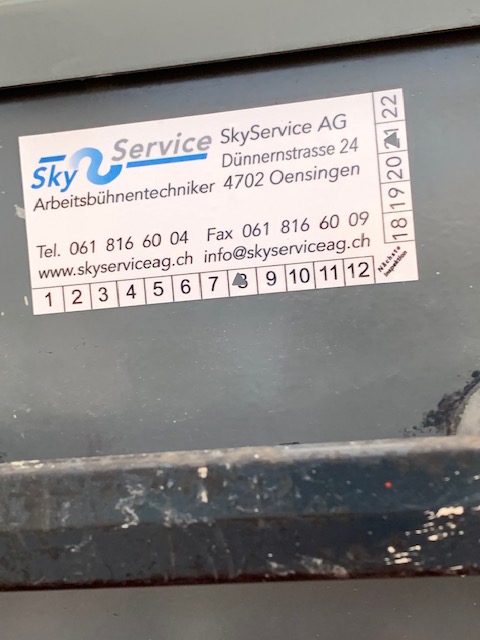 Sky Service
Arbeitsbühnentechniker
SkyService AG
Dünnernstrasse 24
4702 Oensingen
Tel. 061 816 60 04 Fax 061 816 60 09
www.skyserviceag.ch info@skyserviceag.ch
1 2 3 4 5 6 7 8 9 10 11 12
Nächste
Inspektion
18 19 20 21 22